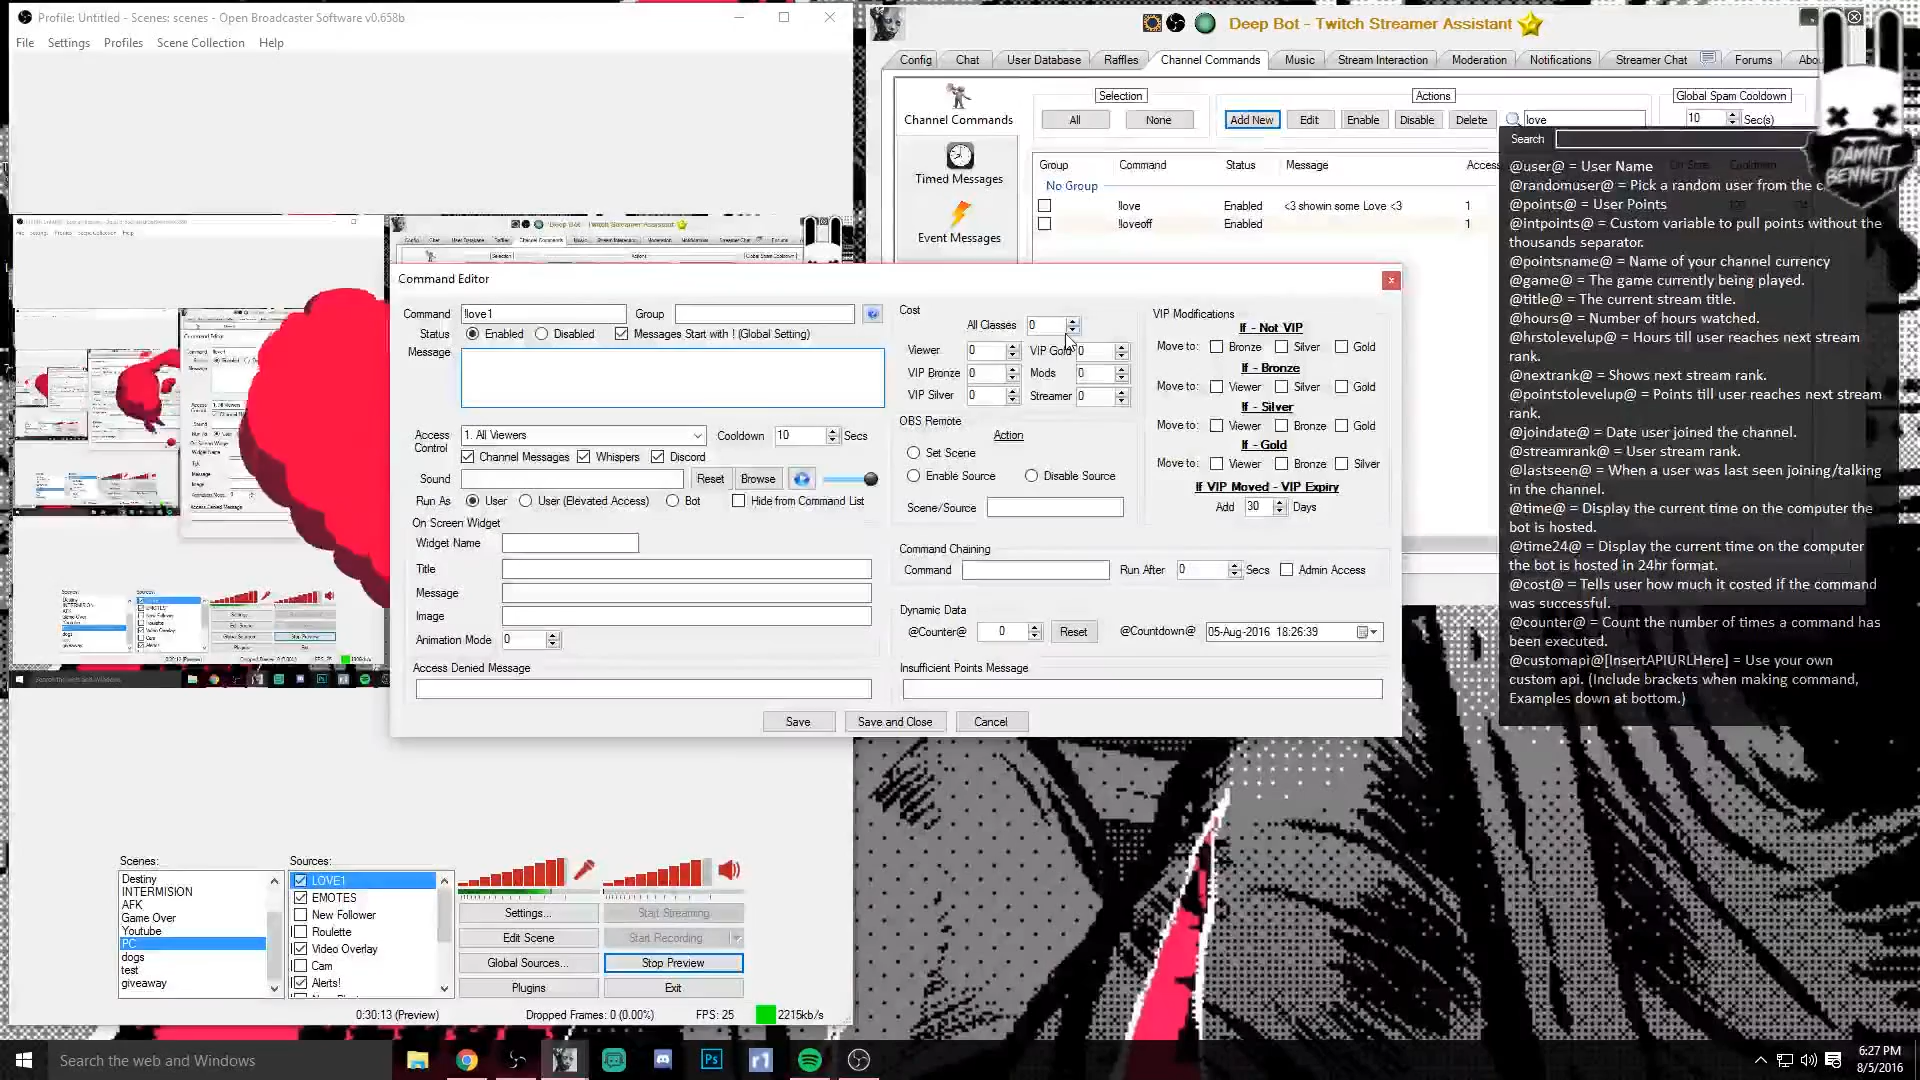 Profile: Untitled - Scenes: scenes - Open Broadcaster Software v0.658b
File Settings Profiles Scene Collection Help
Deep Bot - Twitch Streamer Assistant
Config Chat User Database Raffles Channel Commands Music Stream Interaction Moderation Notifications Streamer Chat Forums Abou
Channel Commands
Timed Messages
Event Messages
Selection
All None
Actions
Add New Edit Enable Disable Delete love
Global Spam Cooldown
10 Sec(s)
Group Command Status Message Access
No Group
!love Enabled <3 showin some Love <3 1
!loveoff Enabled 1
DAMNIT
BENNETT
Search
@user@ = User Name
@randomuser@ = Pick a random user from the c
@points@ = User Points
@intpoints@ = Custom variable to pull points without the
thousands separator.
@pointsname@ = Name of your channel currency
@game@ = The game currently being played.
@title@ = The current stream title.
@hours@ = Number of hours watched.
@hrstolevelup@ = Hours till user reaches next stream
rank.
@nextrank@ = Shows next stream rank.
@pointstolevelup@ = Points till user reaches next stream
rank.
@joindate@ = Date user joined the channel.
@streamrank@ = User stream rank.
@lastseen@ = When a user was last seen joining/talking
in the channel.
@time@ = Display the current time on the computer the
bot is hosted.
@time24@ = Display the current time on the computer
the bot is hosted in 24hr format.
@cost@ = Tells user how much it costed if the command
was successful.
@counter@ = Count the number of times a command has
been executed.
@customapi@[InsertAPIURLHere] = Use your own
custom api. (Include brackets when making command,
Examples down at bottom.)
Command Editor
Command !love1 Group
Status Enabled Disabled Messages Start with ! (Global Setting)
Message
Access
Control
1. All Viewers Cooldown 10 Secs
Channel Messages Whispers Discord
Sound Reset Browse
Run As User User (Elevated Access) Bot Hide from Command List
On Screen Widget
Widget Name
Title
Message
Image
Animation Mode 0
Access Denied Message
Cost
All Classes 0
Viewer 0 VIP Gold 0
VIP Bronze 0 Mods 0
VIP Silver 0 Streamer 0
OBS Remote
Action
Set Scene
Enable Source Disable Source
Scene/Source
VIP Modifications
If - Not VIP
Move to: Bronze Silver Gold
If - Bronze
Move to: Viewer Silver Gold
If - Silver
Move to: Viewer Bronze Gold
If - Gold
Move to: Viewer Bronze Silver
If VIP Moved - VIP Expiry
Add 30 Days
Command Chaining
Command Run After 0 Secs Admin Access
Dynamic Data
@Counter@ 0 Reset @Countdown@ 05-Aug-2016 18:26:39
Insufficient Points Message
Save Save and Close Cancel
Scenes:
Destiny
INTERMISION
AFK
Game Over
Youtube
PC
dogs
test
giveaway
Sources:
LOVE1
EMOTES
New Follower
Roulette
Video Overlay
Cam
Alerts!
Settings... Start Streaming
Edit Scene Start Recording
Global Sources... Stop Preview
Plugins Exit
0:30:13 (Preview) Dropped Frames: 0 (0.00%) FPS: 25 2215kb/s
Search the web and Windows
6:27 PM
8/5/2016